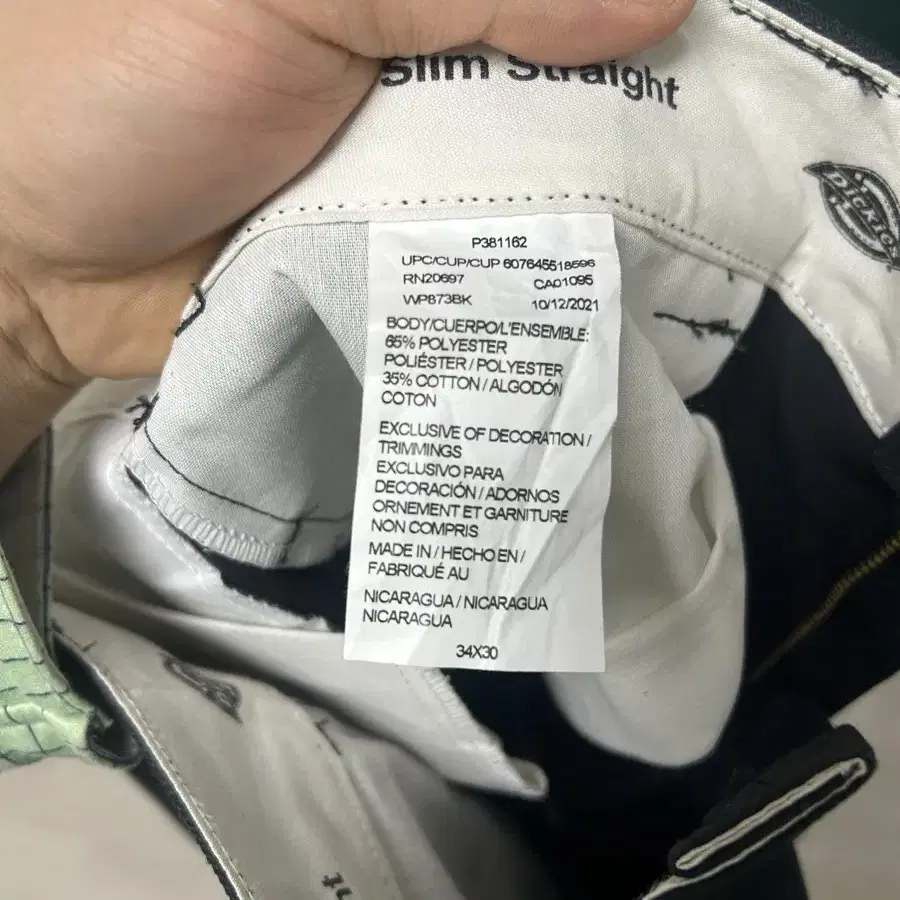 Slim Straight
DICKIES
P381162
UPC/CUP/CUP 607645518596
RN20697 CA01095
WP873BK 10/12/2021
BODY/CUERPO/L'ENSEMBLE:
65% POLYESTER
POLIÉSTER / POLYESTER
35% COTTON / ALGODÓN
COTON
EXCLUSIVE OF DECORATION /
TRIMMINGS
EXCLUSIVO PARA
DECORACIÓN / ADORNOS
ORNEMENT ET GARNITURE
NON COMPRIS
MADE IN / HECHO EN /
FABRIQUÉ AU
NICARAGUA / NICARAGUA
NICARAGUA
34X30